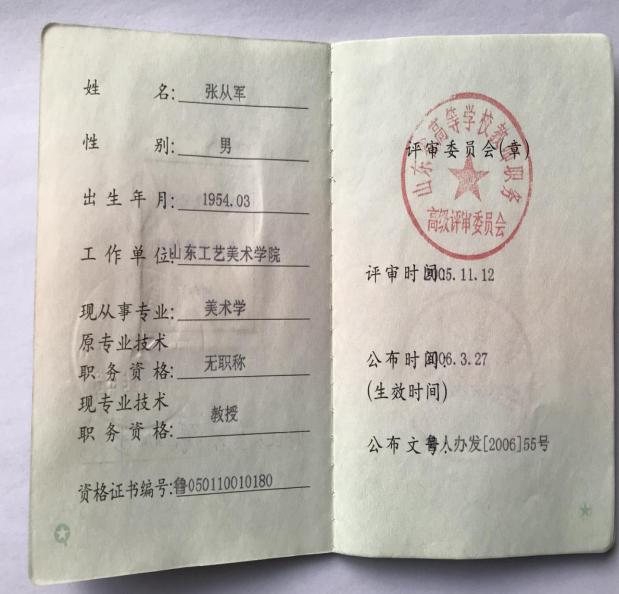 姓名:张从军
性别:男
出生年月:1954.03
工作单位:山东工艺美术学院
现从事专业:美术学
原专业技术
职务资格:无职称
现专业技术
职务资格:教授
资格证书编号:鲁050110010180
山东省高等学校教师职务
评审委员会(章)
高级评审委员会
评审时间:2005.11.12
公布时间:2006.3.27
(生效时间)
公布文号:鲁人办发[2006]55号